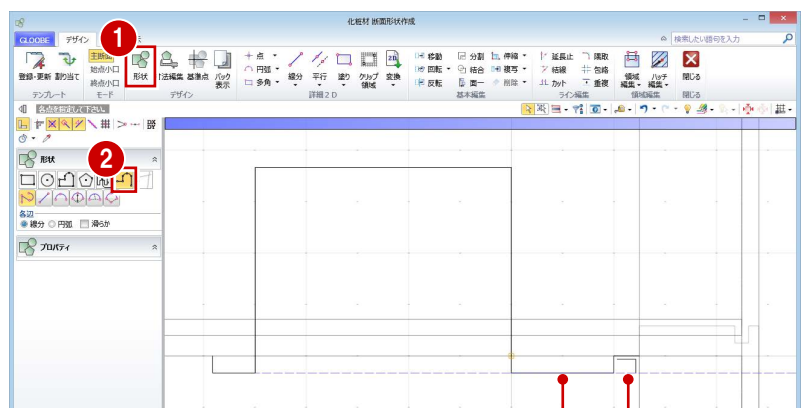 化粧材 断面形状作成
GLOOBE デザイン
検索したい語句を入力
1
登録・更新 割り当て
テンプレート
主断面
始点小口
終点小口
モード
形状
寸法編集 基準点 バック表示
デザイン
点
円弧
多角
線分 平行 塗り クリップ領域 変換
詳細2D
移動 分割 伸縮
回転 結合 複写
反転 面一 削除
基本編集
延長止 隅取
結線 包絡
カット 重複
ライン編集
領域編集 ハッチ編集
領域編集
閉じる
閉じる
各点を指定して下さい。
形状
2
各辺
線分 円弧 滑らか
プロパティ